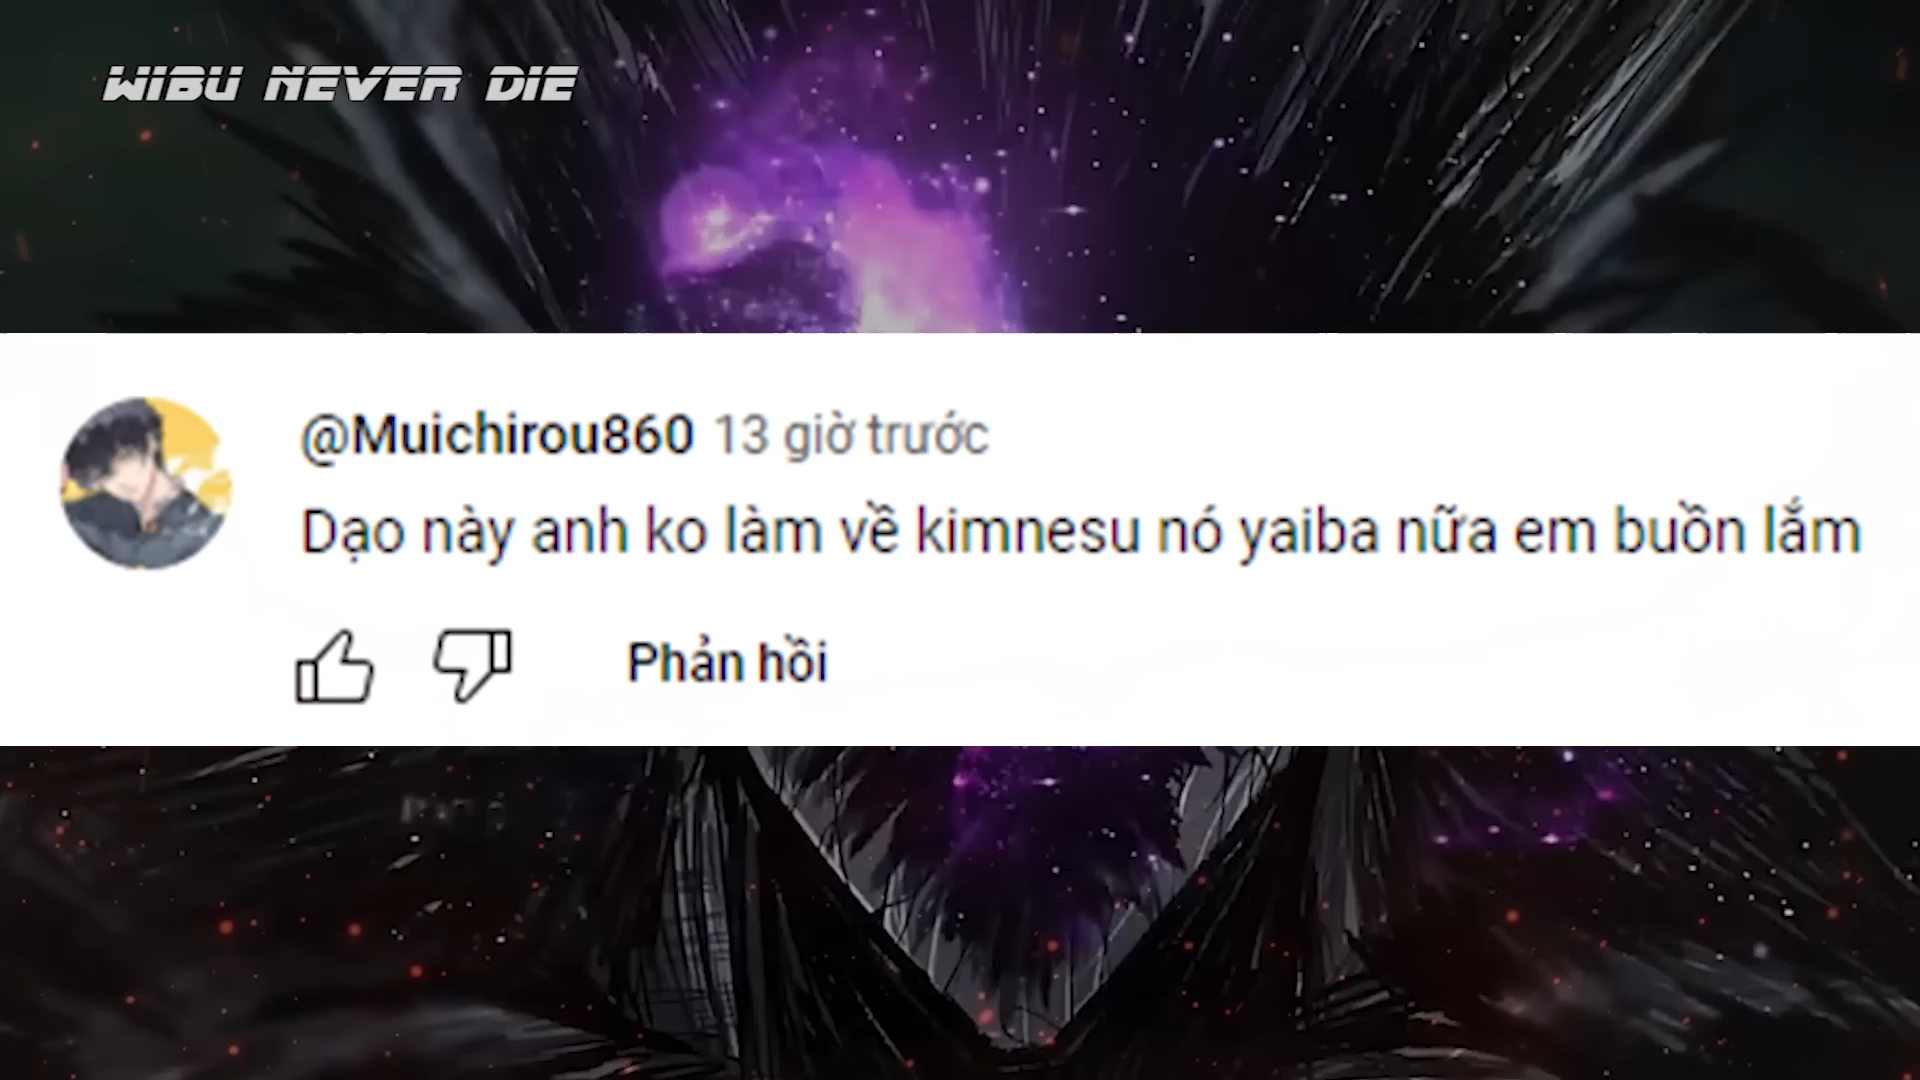 WIBU NEVER DIE
@Muichirou860 13 giờ trước
Dạo này anh ko làm về kimnesu nó yaiba nữa em buồn lắm
Phản hồi